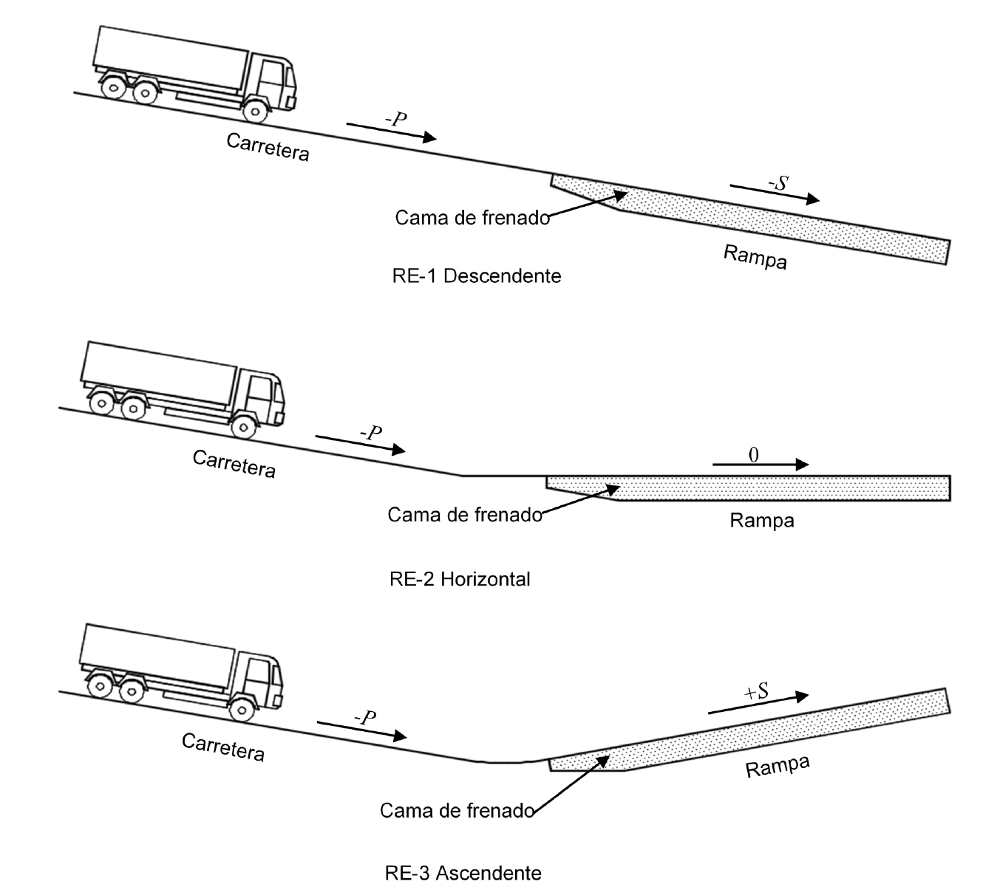 -P
Carretera
-S
Cama de frenado
Rampa
RE-1 Descendente
-P
Carretera
0
Cama de frenado
Rampa
RE-2 Horizontal
-P
Carretera
+S
Cama de frenado
Rampa
RE-3 Ascendente